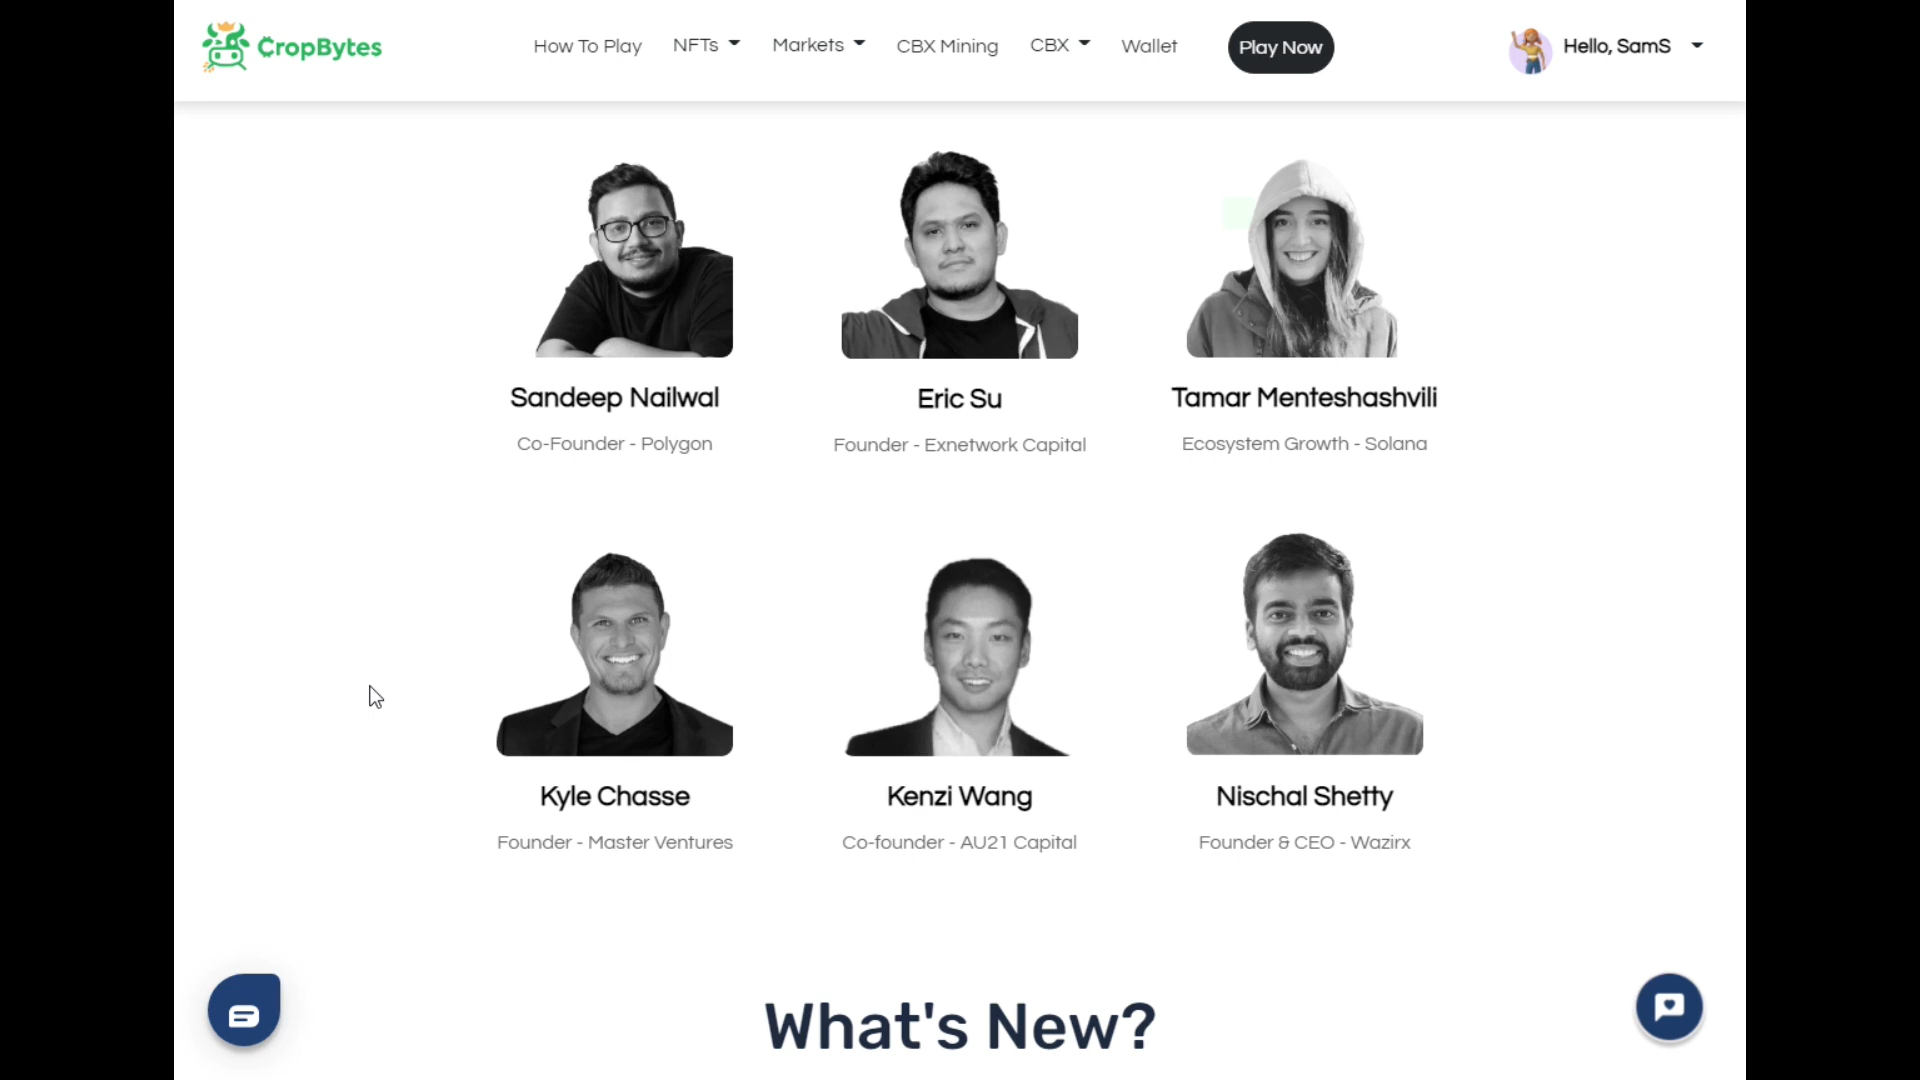 CropBytes
How To Play
NFTs
Markets
CBX Mining
CBX
Wallet
Play Now
Hello, SamS
Sandeep Nailwal
Eric Su
Tamar Menteshashvili
Co-Founder - Polygon
Founder - Exnetwork Capital
Ecosystem Growth - Solana
Kyle Chasse
Kenzi Wang
Nischal Shetty
Founder - Master Ventures
Co-founder - AU21 Capital
Founder & CEO - Wazirx
What's New?